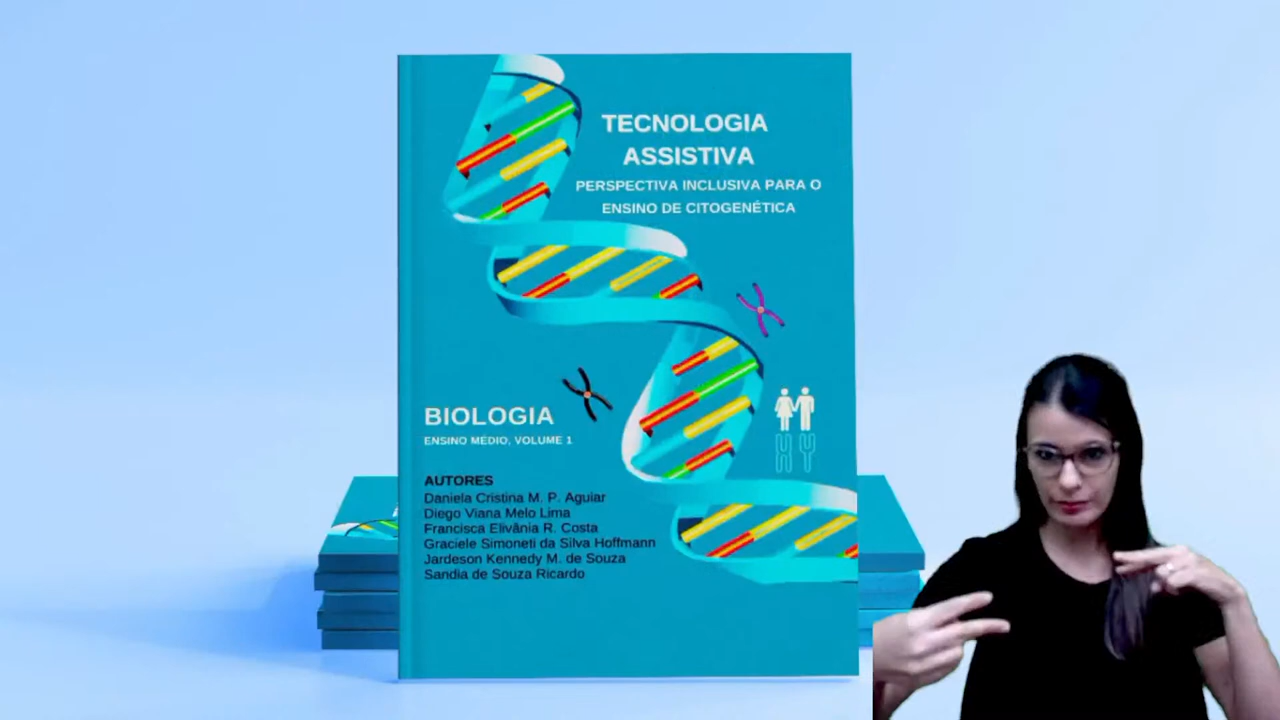 TECNOLOGIA
ASSISTIVA
PERSPECTIVA INCLUSIVA PARA O
ENSINO DE CITOGENÉTICA
BIOLOGIA
ENSINO MÉDIO, VOLUME 1
AUTORES
Daniela Cristina M. P. Aguiar
Diego Viana Melo Lima
Francisca Elivânia R. Costa
Graciele Simoneti da Silva Hoffmann
Jardeson Kennedy M. de Souza
Sandia de Souza Ricardo